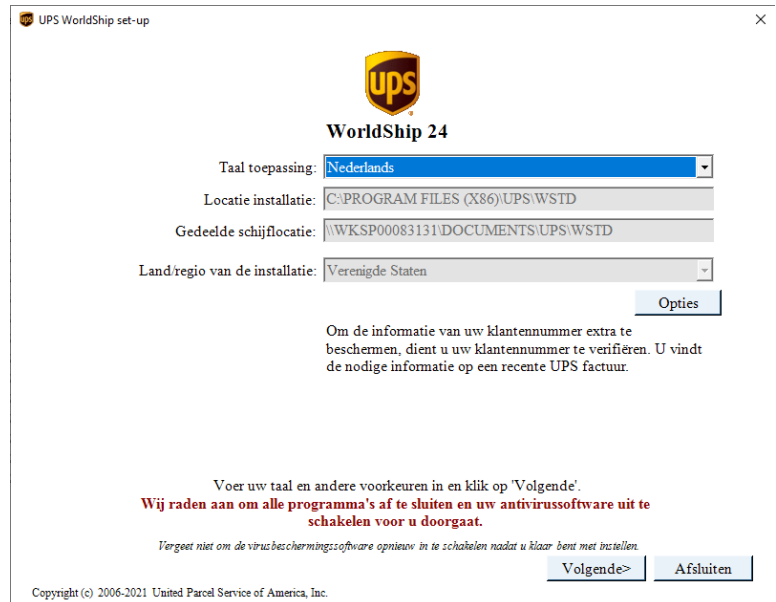 UPS WorldShip set-up
ups
WorldShip 24
Taal toepassing: Nederlands
Locatie installatie: C:\PROGRAM FILES (X86)\UPS\WSTD
Gedeelde schijflocatie: \\WKSP00083131\DOCUMENTS\UPS\WSTD
Land/regio van de installatie: Verenigde Staten
Opties
Om de informatie van uw klantennummer extra te
beschermen, dient u uw klantennummer te verifiëren. U vindt
de nodige informatie op een recente UPS factuur.
Voer uw taal en andere voorkeuren in en klik op 'Volgende'.
Wij raden aan om alle programma's af te sluiten en uw antivirussoftware uit te
schakelen voor u doorgaat.
Vergeet niet om de virusbeschermingssoftware opnieuw in te schakelen nadat u klaar bent met instellen.
Volgende> Afsluiten
Copyright (c) 2006-2021 United Parcel Service of America, Inc.